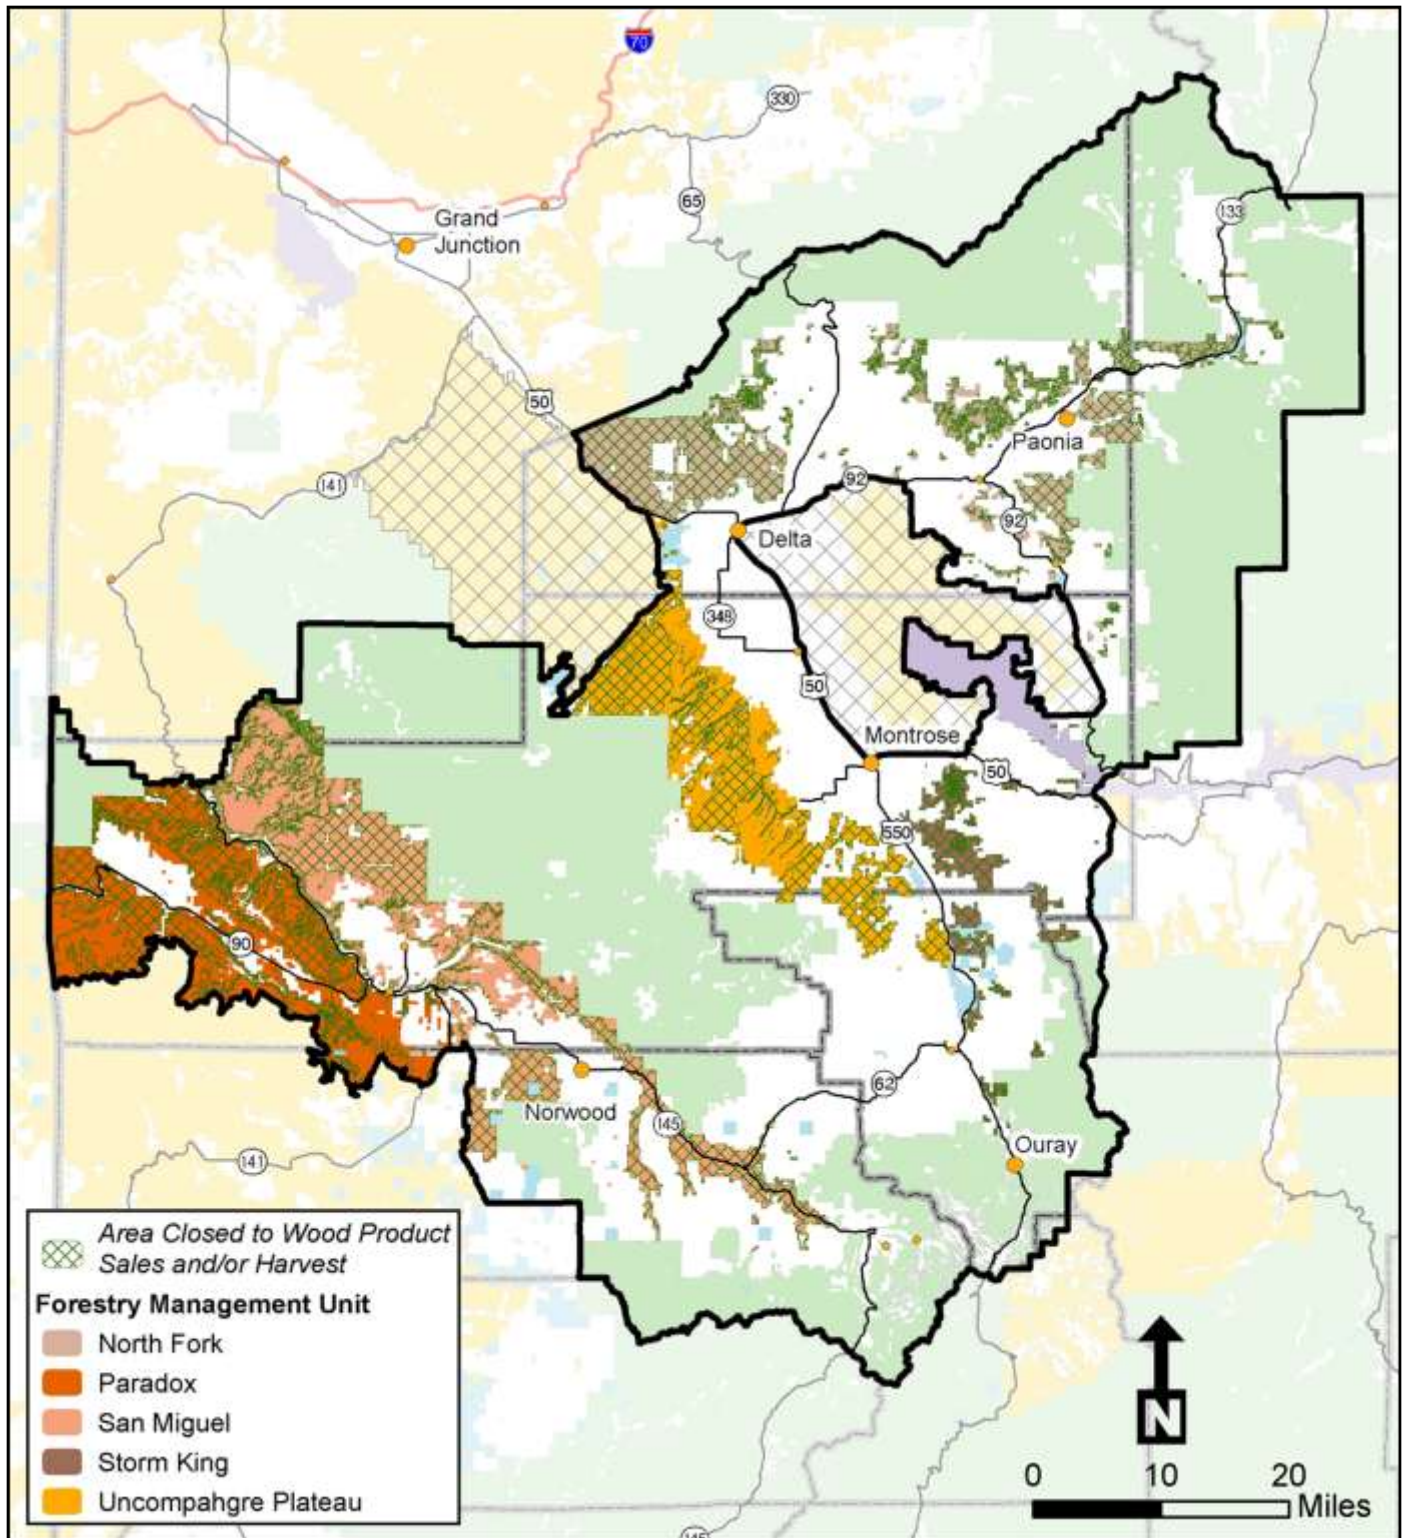 70
330
65
133
Grand
Junction
50
141
Paonia
92
92
Delta
348
50
Montrose
50
550
90
62
Norwood
145
141
Ouray
Area Closed to Wood Product
Sales and/or Harvest
Forestry Management Unit
North Fork
Paradox
San Miguel
Storm King
Uncompahgre Plateau
N
0 10 20
Miles
145